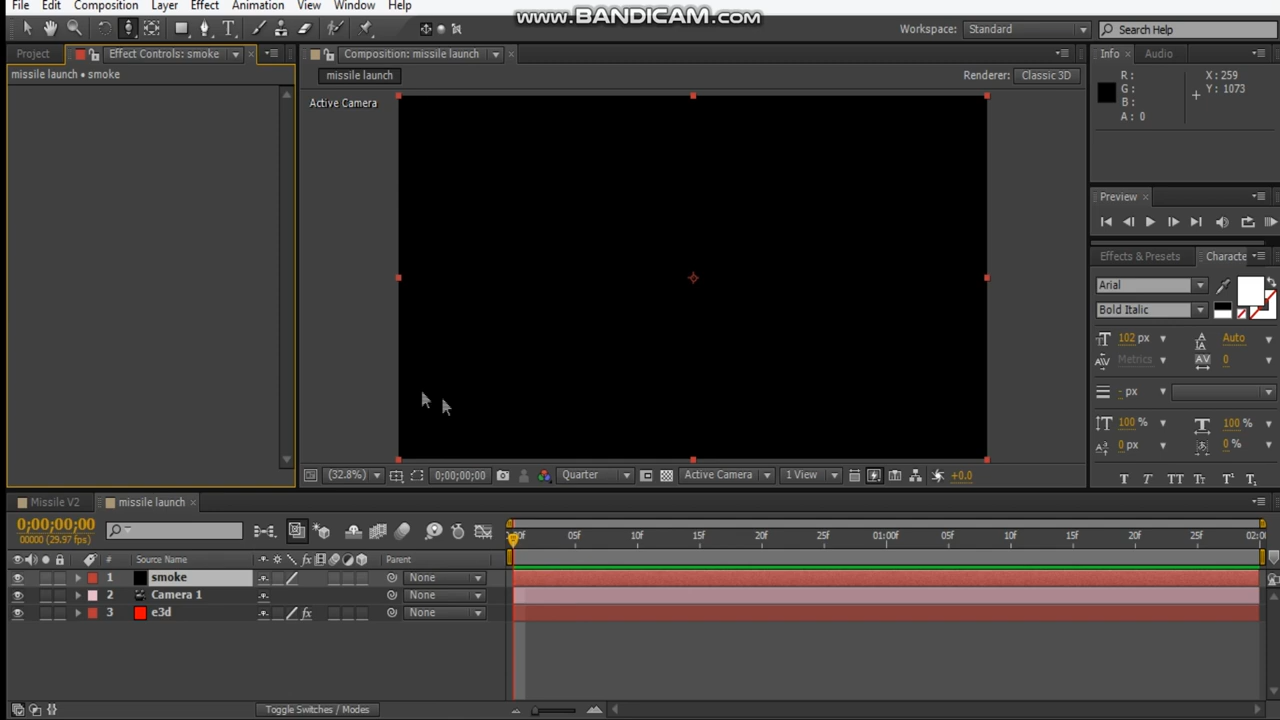 File Edit Composition Layer Effect Animation View Window Help
www.BANDICAM.com
Workspace: Standard
Search Help
Project
Effect Controls: smoke
Composition: missile launch
Info
Audio
missile launch • smoke
missile launch
Renderer: Classic 3D
Active Camera
R :
G :
B :
A : 0
X : 259
Y : 1073
Preview
Effects & Presets
Characte
Arial
Bold Italic
102 px
Auto
Metrics
0
- px
100 %
100 %
0 px
0 %
(32.8%)
0;00;00;00
Quarter
Active Camera
1 View
+0.0
Missile V2
missile launch
0;00;00;00
00000 (29.97 fps)
:00f 05f 10f 15f 20f 25f 01:00f 05f 10f 15f 20f 25f 02:0
# Source Name Parent
1 smoke None
2 Camera 1 None
3 e3d None
Toggle Switches / Modes